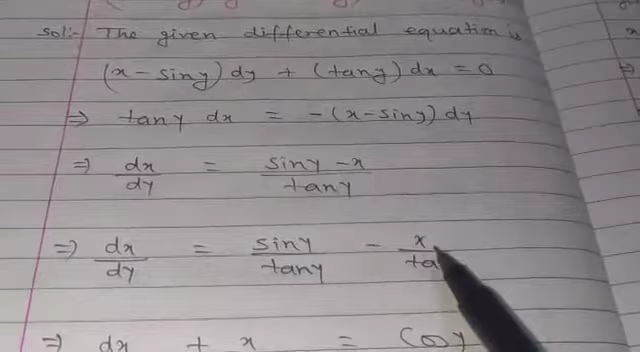 Sol:- The given differential equation is
(x - siny) dy + (tany) dx = 0
⇒ tany dx = -(x - siny) dy
⇒ dx/dy = siny - x / tany
⇒ dx/dy = siny/tany - x/ta
⇒ dx + x = Cosy